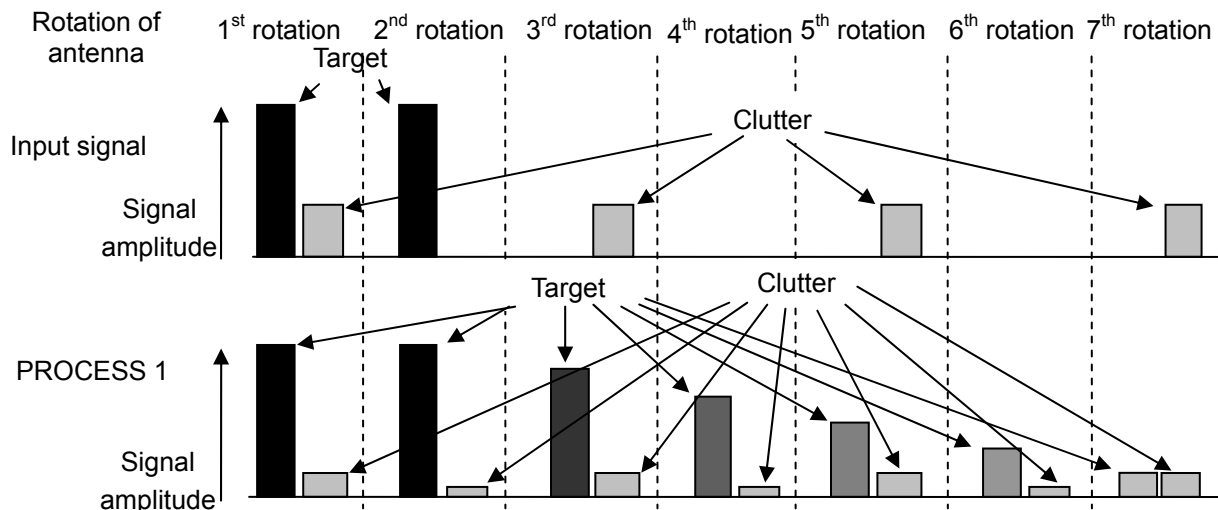 Rotation of
antenna
1st rotation
2nd rotation
3rd rotation
4th rotation
5th rotation
6th rotation
7th rotation
Target
Input signal
Clutter
Signal
amplitude
Target
Clutter
PROCESS 1
Signal
amplitude